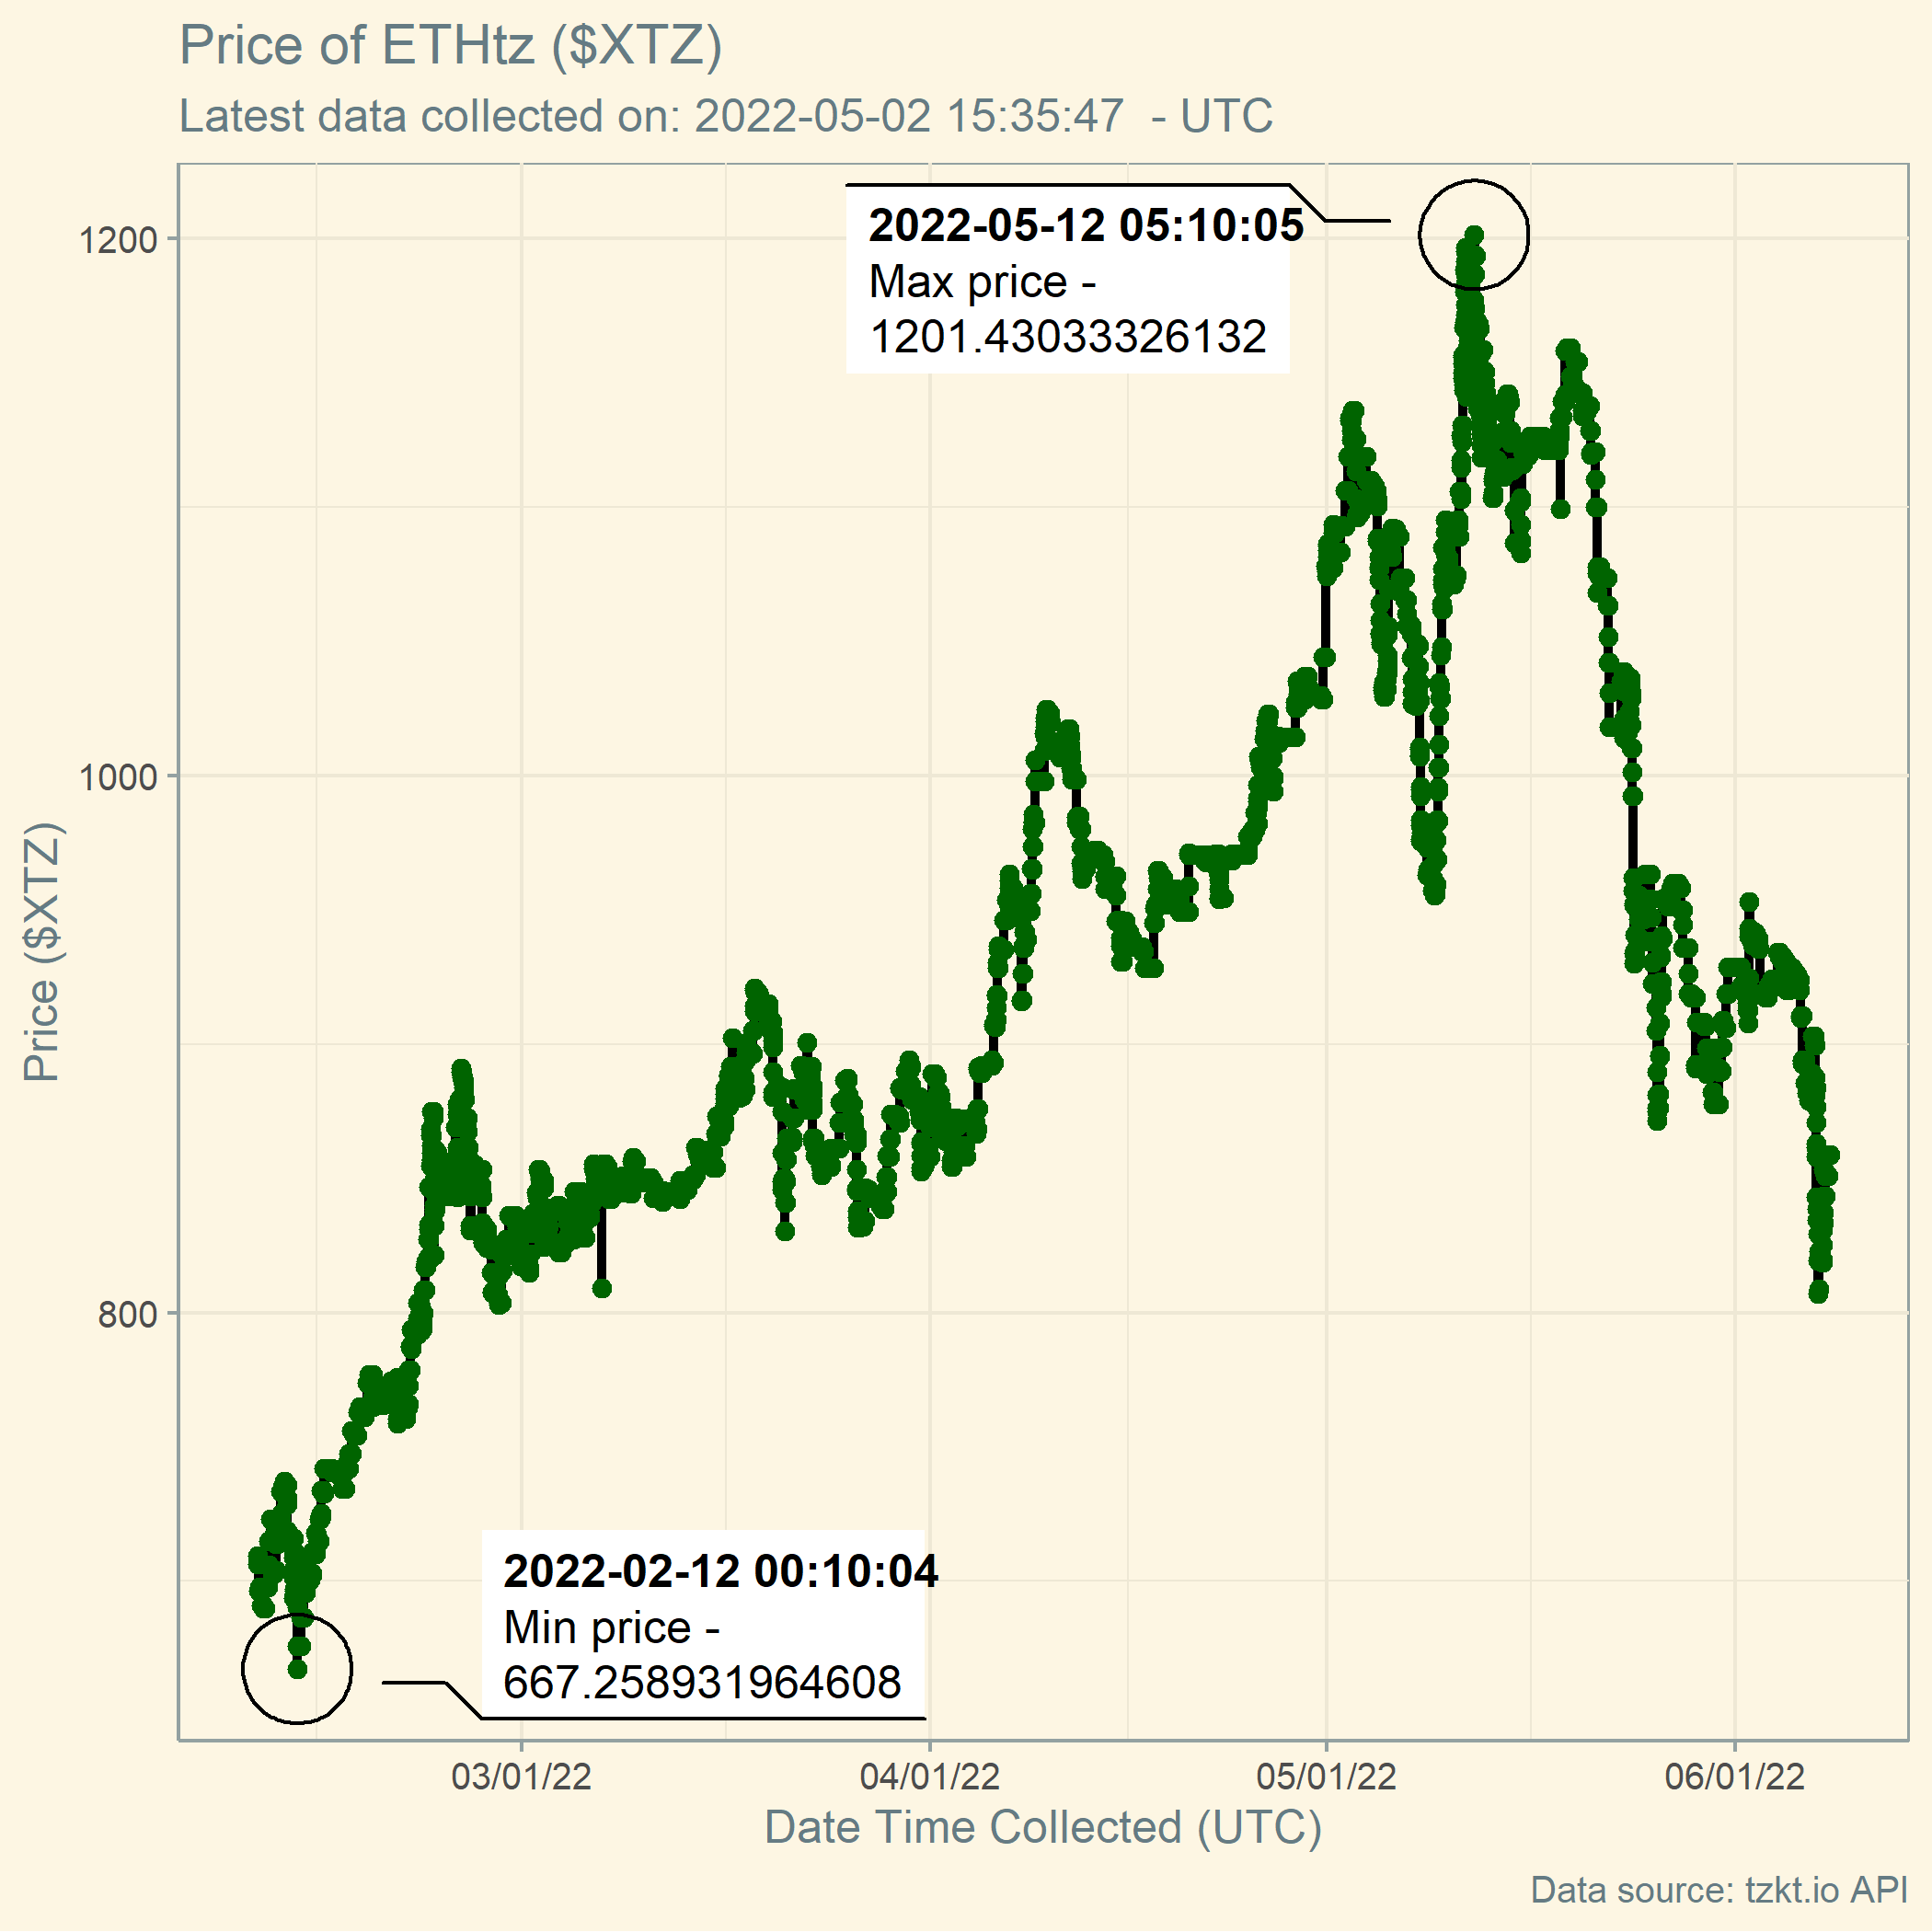 Price of ETHtz ($XTZ)
Latest data collected on: 2022-05-02 15:35:47  - UTC
2022-05-12 05:10:05
Max price -
1201.43033326132
1200
1000
800
Price ($XTZ)
2022-02-12 00:10:04
Min price -
667.258931964608
03/01/22
04/01/22
05/01/22
06/01/22
Date Time Collected (UTC)
Data source: tzkt.io API